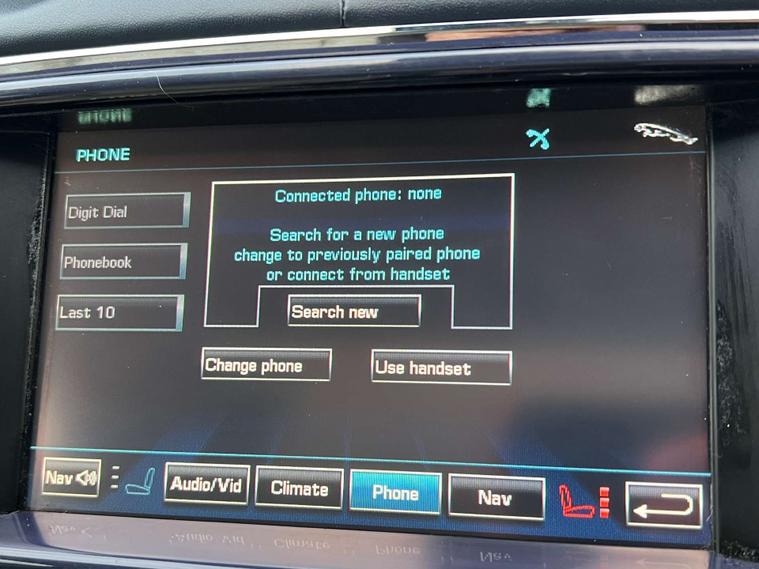 PHONE
Digit Dial
Phonebook
Last 10
Connected phone: none
Search for a new phone
change to previously paired phone
or connect from handset
Search new
Change phone
Use handset
Nav
Audio/Vid
Climate
Phone
Nav